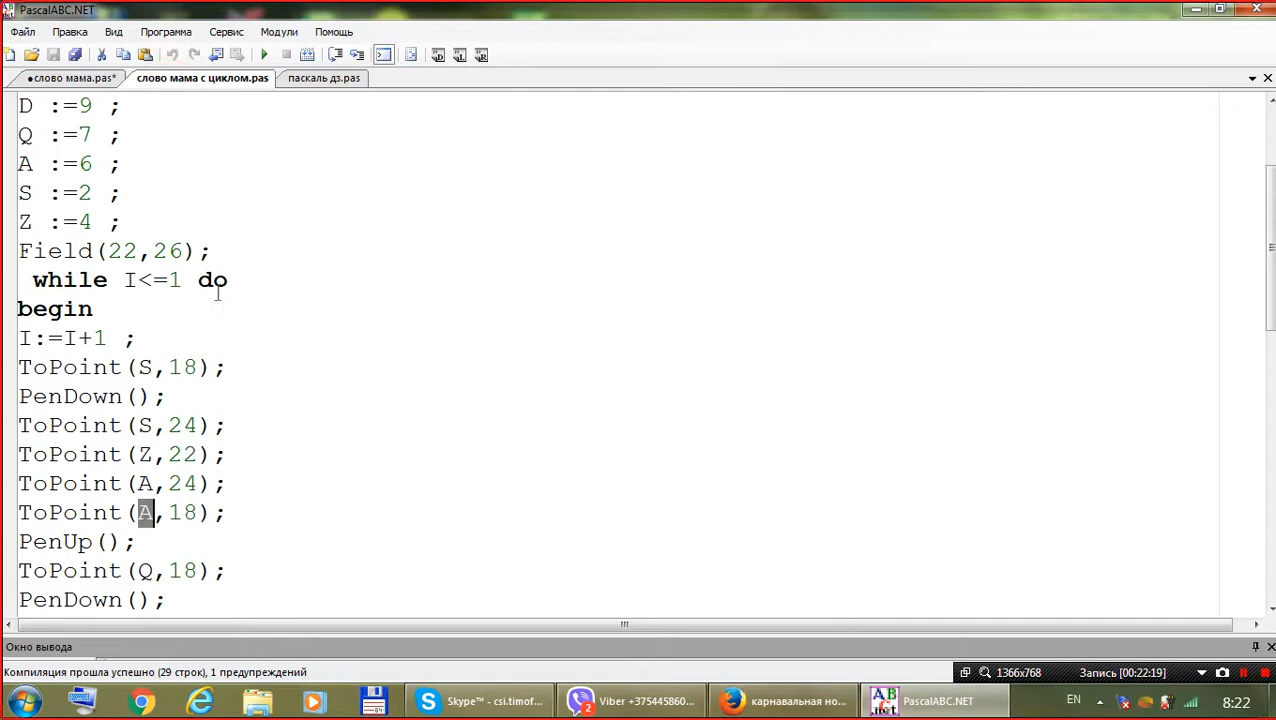 PascalABC.NET
Файл Правка Вид Программа Сервис Модули Помощь
●слово мама.pas* слово мама с циклом.pas паскаль дз.pas
D :=9 ;
Q :=7 ;
A :=6 ;
S :=2 ;
Z :=4 ;
Field(22,26);
while I<=1 do
begin
I:=I+1 ;
ToPoint(S,18);
PenDown();
ToPoint(S,24);
ToPoint(Z,22);
ToPoint(A,24);
ToPoint(A,18);
PenUp();
ToPoint(Q,18);
PenDown();
Окно вывода
Компиляция прошла успешно (29 строк), 1 предупреждений 1366x768 Запись [00:22:19]
Skype™ - csi.timof... Viber +375445860... карнавальная но... PascalABC.NET EN 8:22